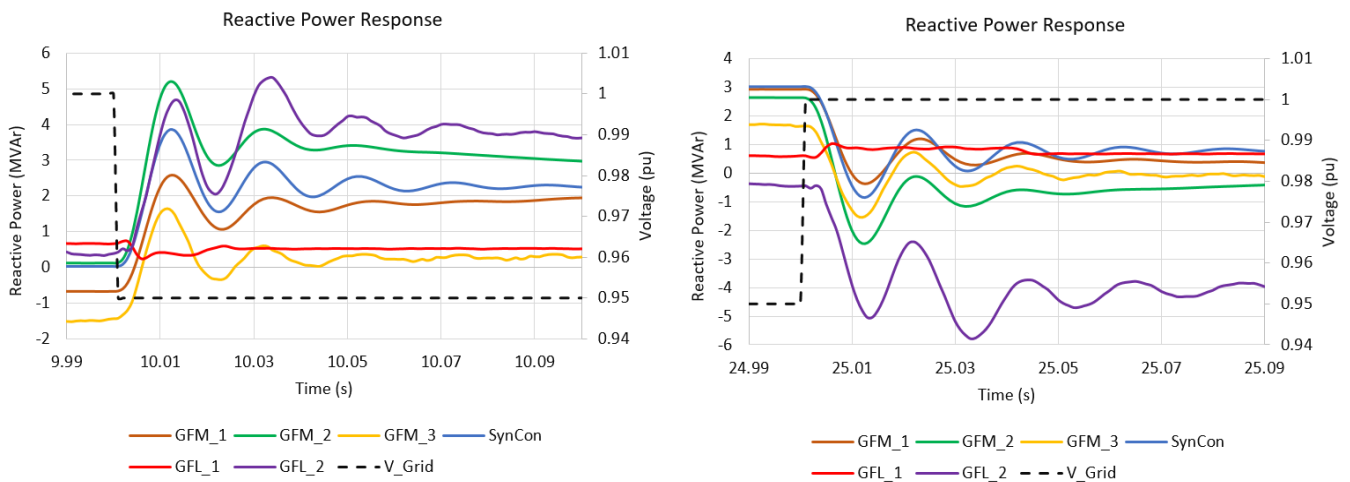 Reactive Power Response
Reactive Power (MVAr)
6
5
4
3
2
1
0
-1
-2
1.01
1
0.99
0.98
0.97
0.96
0.95
0.94
Voltage (pu)
9.99 10.01 10.03 10.05 10.07 10.09
Time (s)
GFM_1 GFM_2 GFM_3 SynCon
GFL_1 GFL_2 V_Grid
Reactive Power Response
Reactive Power (MVAr)
4
3
2
1
0
-1
-2
-3
-4
-5
-6
1.01
1
0.99
0.98
0.97
0.96
0.95
0.94
Voltage (pu)
24.99 25.01 25.03 25.05 25.07 25.09
Time (s)
GFM_1 GFM_2 GFM_3 SynCon
GFL_1 GFL_2 V_Grid